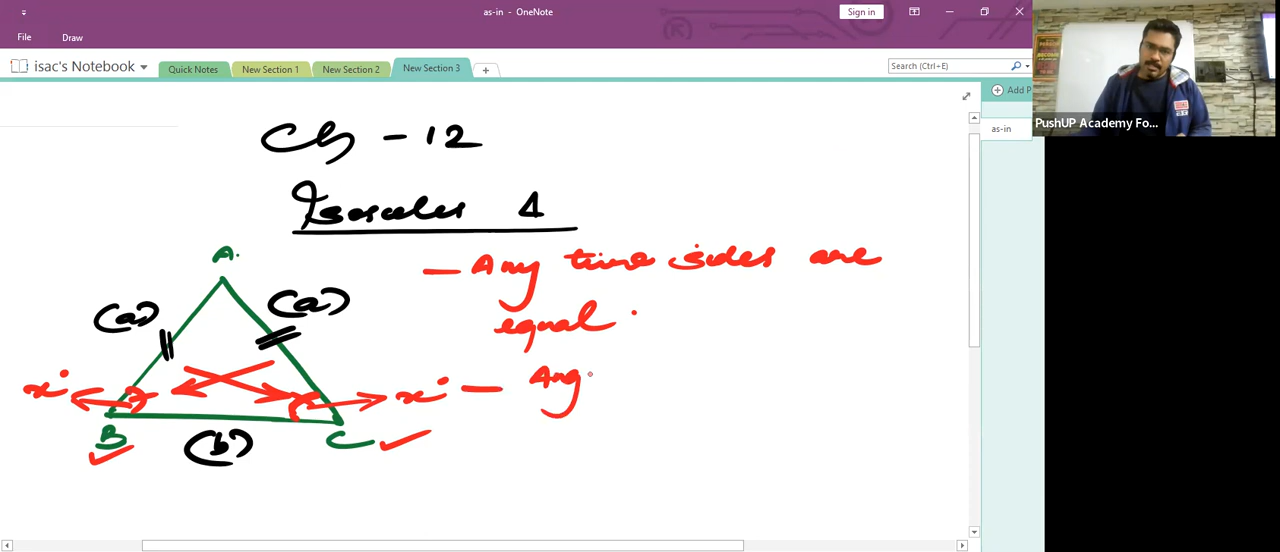 as-in - OneNote
Sign in
File
Draw
isac's Notebook
Quick Notes
New Section 1
New Section 2
New Section 3
+
Search (Ctrl+E)
Add P
as-in
PushUP Academy Fo...
Ch - 12
Isosceles Δ
A.
(a)
(a)
- Any two sides are
equal.
x°
x°
- Ang
B
(b)
C